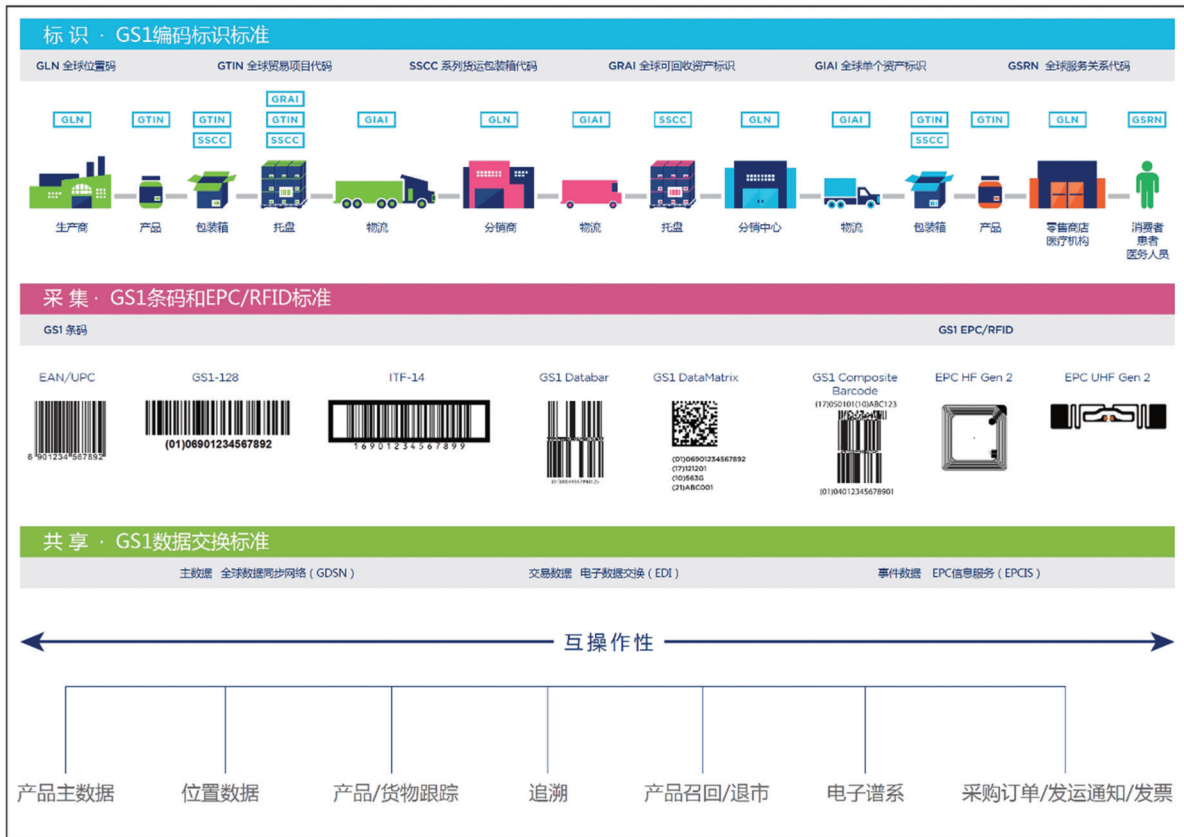 标 识 · GS1编码标识标准
GLN 全球位置码 GTIN 全球贸易项目代码 SSCC 系列货运包装箱代码 GRAI 全球可回收资产标识 GIAI 全球单个资产标识 GSRN 全球服务关系代码
GRAI
GLN GTIN GTIN GTIN GIAI GLN GIAI SSCC GLN GIAI GTIN GTIN GLN GSRN
SSCC SSCC SSCC
生产商 产品 包装箱 托盘 物流 分销商 物流 托盘 分销中心 物流 包装箱 产品 零售商店 消费者
医疗机构 患者
医务人员
采 集 · GS1条码和EPC/RFID标准
GS1 条码 GS1 EPC/RFID
EAN/UPC GS1-128 ITF-14 GS1 Databar GS1 DataMatrix GS1 Composite EPC HF Gen 2 EPC UHF Gen 2
Barcode
(17)050101(10)ABC123
(01)06901234567892
6 901234 567892
16901234567899
(01)06901234567892
(17)121201
(10)563G
(21)ABC001
(01)04012345678901
共 享 · GS1数据交换标准
主数据 全球数据同步网络（GDSN） 交易数据 电子数据交换（EDI） 事件数据 EPC信息服务（EPCIS）
互操作性
产品主数据 位置数据 产品/货物跟踪 追溯 产品召回/退市 电子谱系 采购订单/发运通知/发票